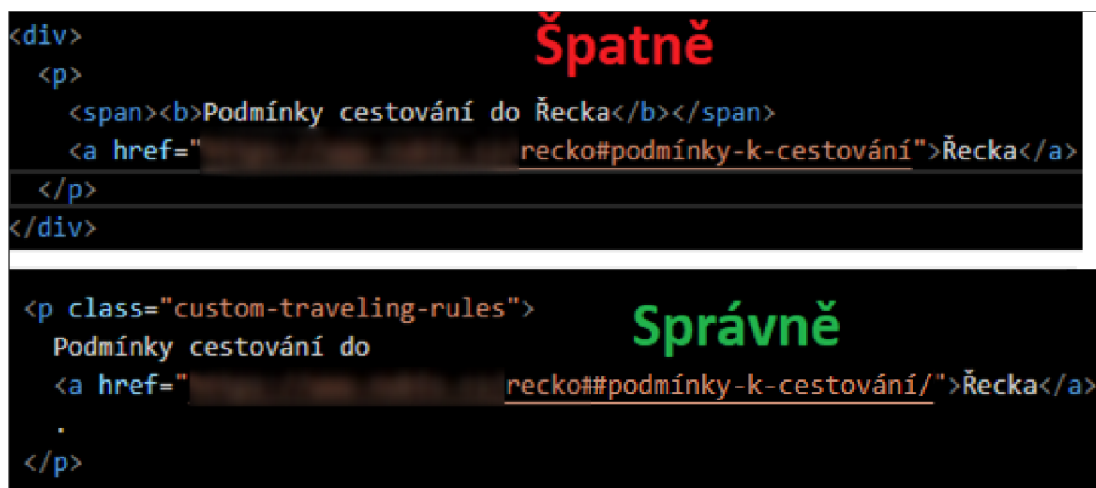 <div>
Špatně
<p>
<span><b>Podmínky cestování do Řecka</b></span>
<a href="recko#podmínky-k-cestování">Řecka</a>
</p>
</div>
<p class="custom-traveling-rules">
Správně
Podmínky cestování do
<a href="recko##podmínky-k-cestování/">Řecka</a>
.
</p>